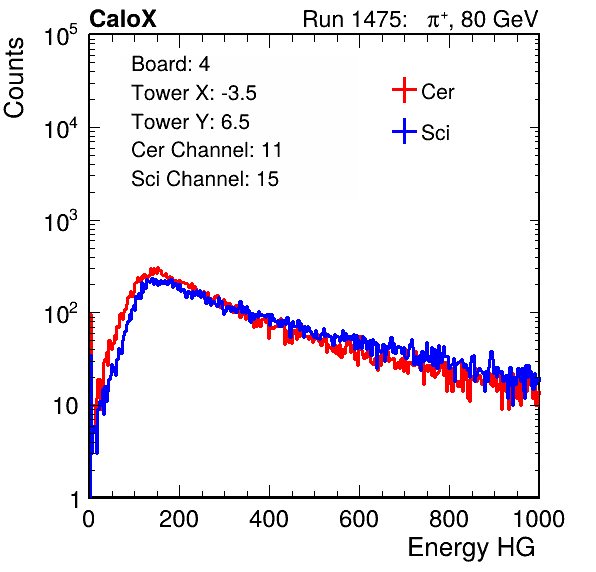 CaloX Run 1475: π⁺, 80 GeV
Counts
Board: 4
Tower X: -3.5
Tower Y: 6.5
Cer Channel: 11
Sci Channel: 15
Cer
Sci
10⁵
10⁴
10³
10²
10
1
0 200 400 600 800 1000
Energy HG